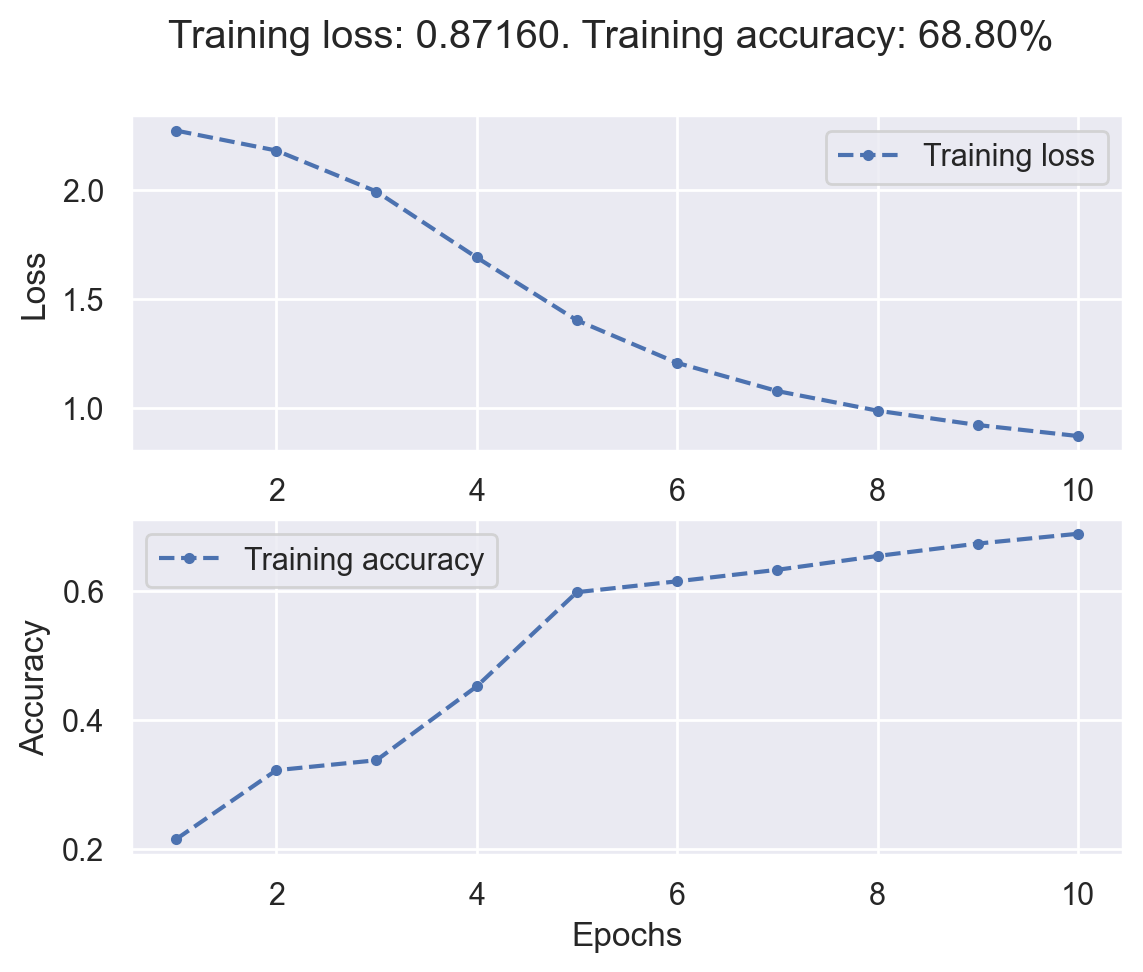 Training loss: 0.87160. Training accuracy: 68.80%
Training loss
Loss
2.0
1.5
1.0
2 4 6 8 10
Training accuracy
Accuracy
0.6
0.4
0.2
2 4 6 8 10
Epochs